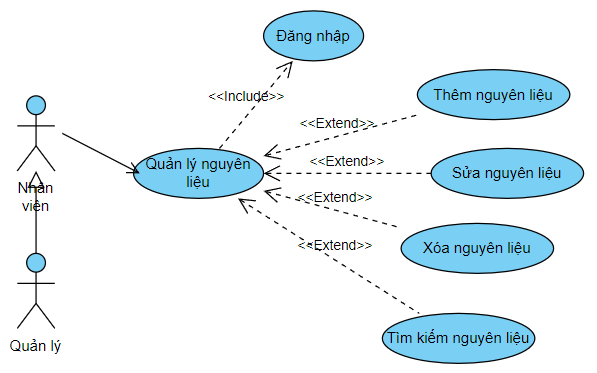 Đăng nhập
<<Include>>
Thêm nguyên liệu
<<Extend>>
Nhân
viên
Quản lý nguyên
liệu
<<Extend>>
Sửa nguyên liệu
<<Extend>>
Xóa nguyên liệu
<<Extend>>
Quản lý
Tìm kiếm nguyên liệu